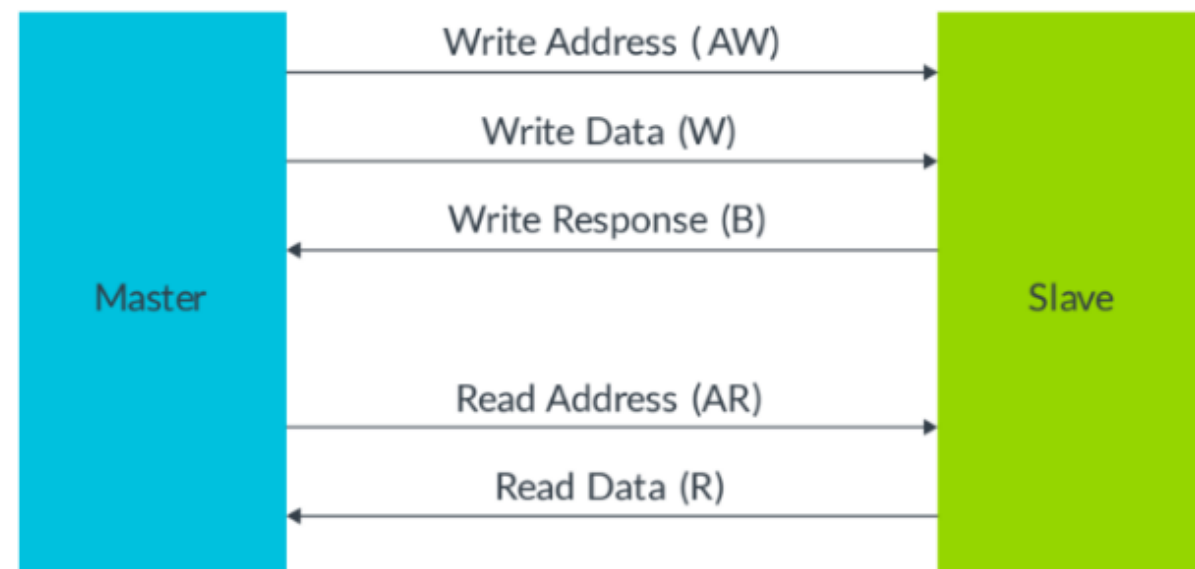 Write Address ( AW)
Write Data (W)
Write Response (B)
Master
Slave
Read Address (AR)
Read Data (R)